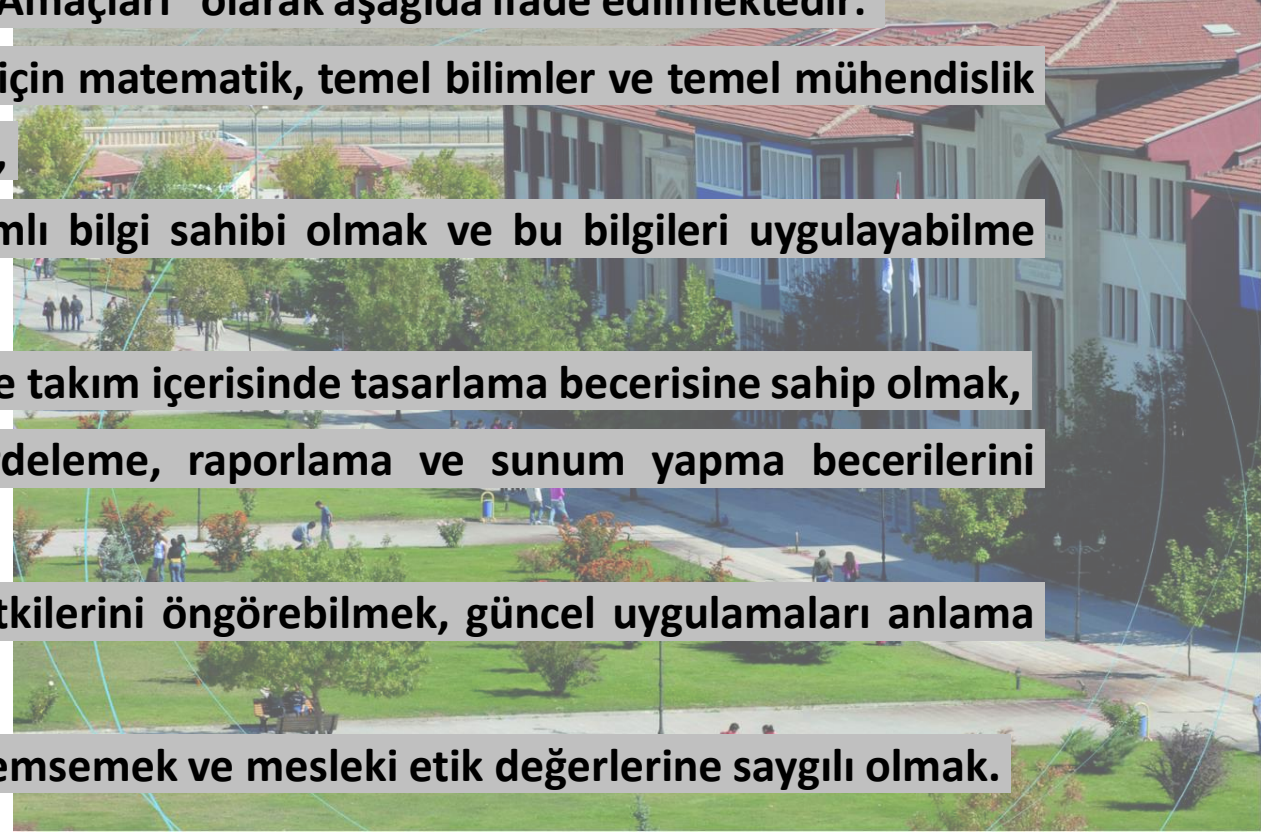 Amaçları" olarak aşağıda ifade edilmektedir.
için matematik, temel bilimler ve temel mühendislik
,
mlı bilgi sahibi olmak ve bu bilgileri uygulayabilme
e takım içerisinde tasarlama becerisine sahip olmak,
deleme, raporlama ve sunum yapma becerilerini
tkilerini öngörebilmek, güncel uygulamaları anlama
emsemek ve mesleki etik değerlerine saygılı olmak.